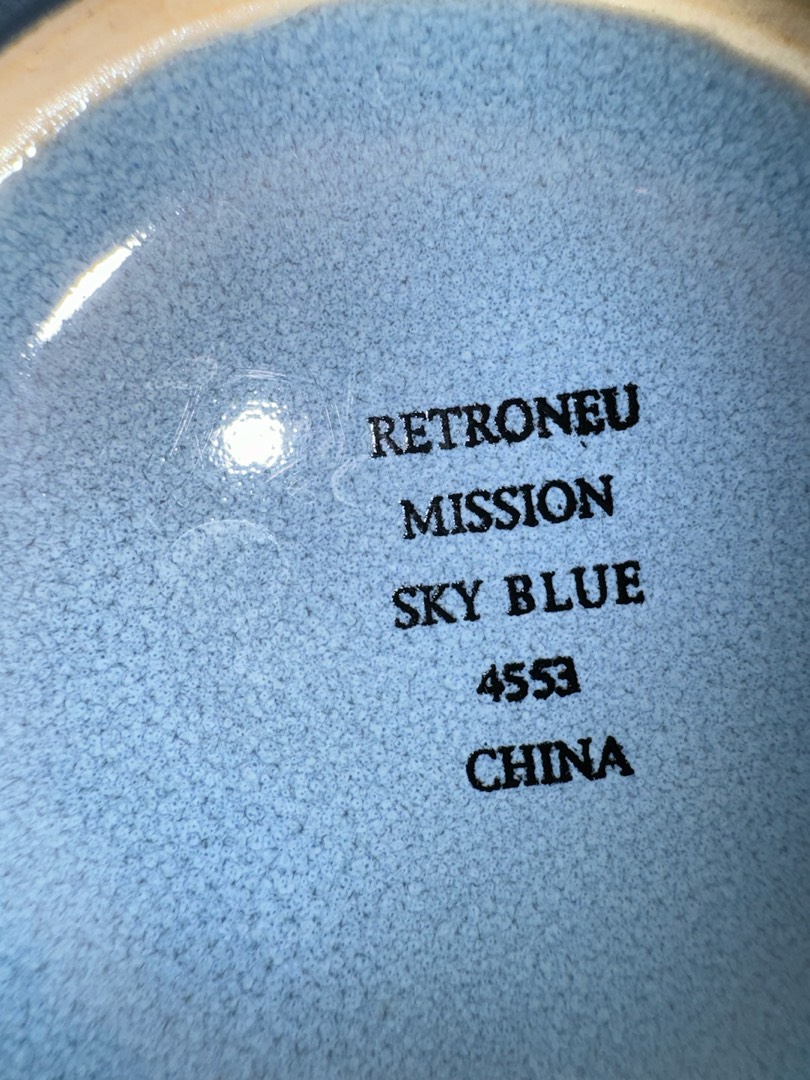 RETRONEU
MISSION
SKY BLUE
4553
CHINA